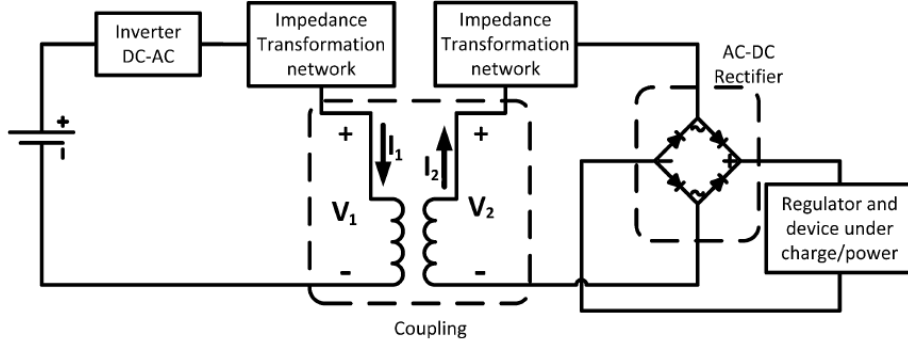 Inverter
DC-AC
Impedance
Transformation
network
Impedance
Transformation
network
AC-DC
Rectifier
+
-
+
I1
I2
+
V1
V2
-
-
Regulator and
device under
charge/power
Coupling